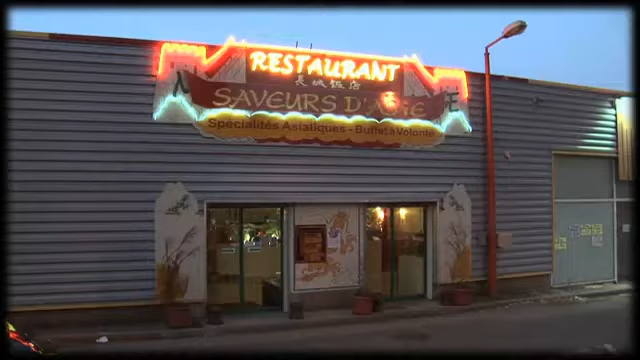 RESTAURANT
長城飯店
SAVEURS D'ASIE
Spécialités Asiatiques - Buffet à Volonté